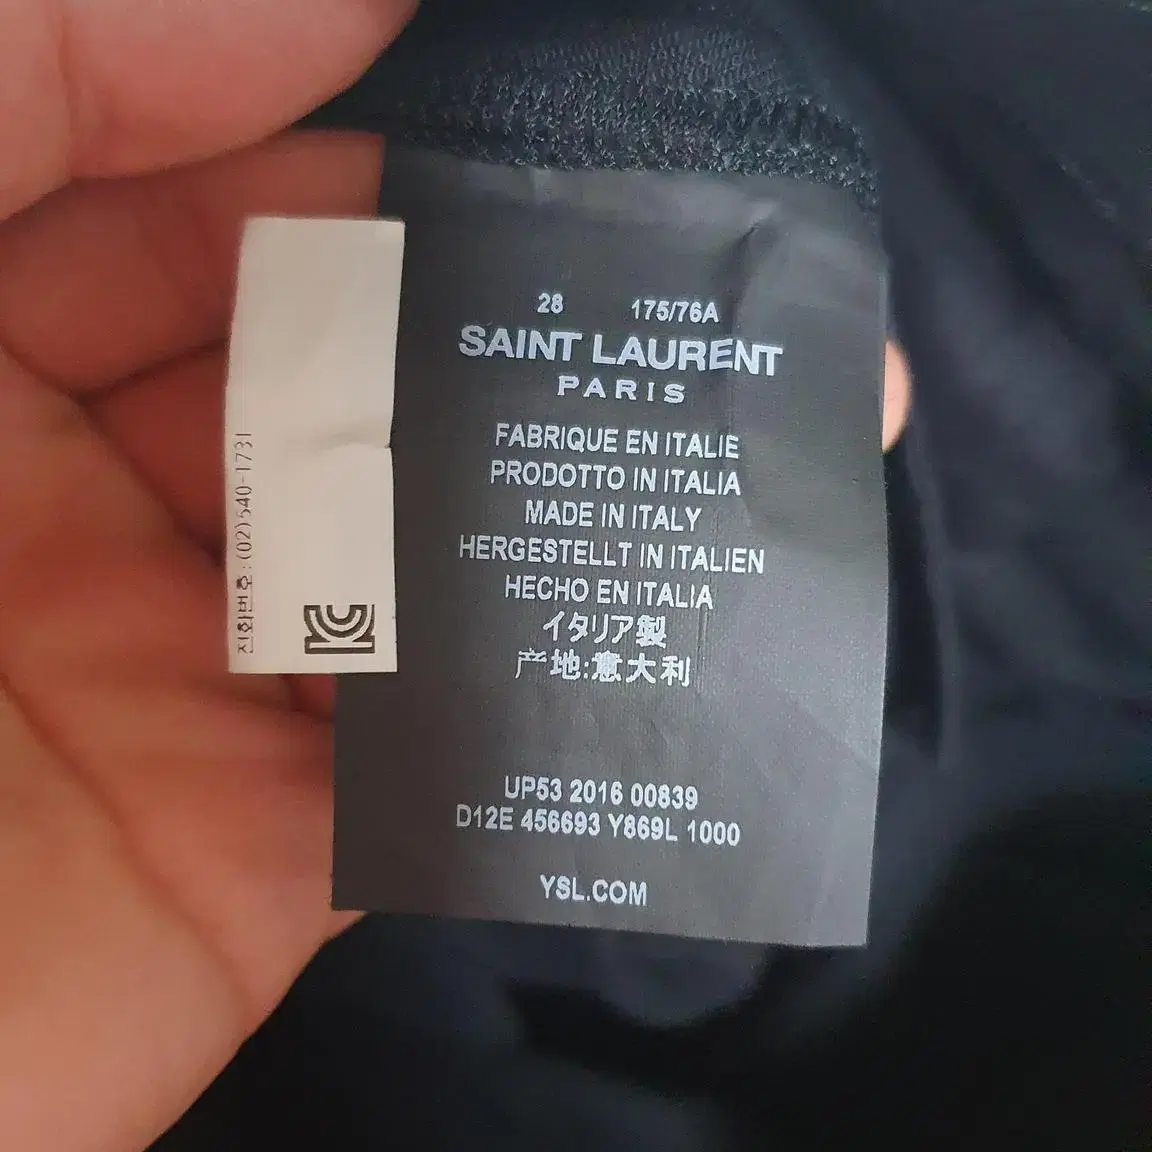 28 175/76A
SAINT LAURENT
PARIS
FABRIQUE EN ITALIE
PRODOTTO IN ITALIA
MADE IN ITALY
HERGESTELLT IN ITALIEN
HECHO EN ITALIA
イタリア製
产地:意大利
UP53 2016 00839
D12E 456693 Y869L 1000
YSL.COM
전화번호:(02)540-1731